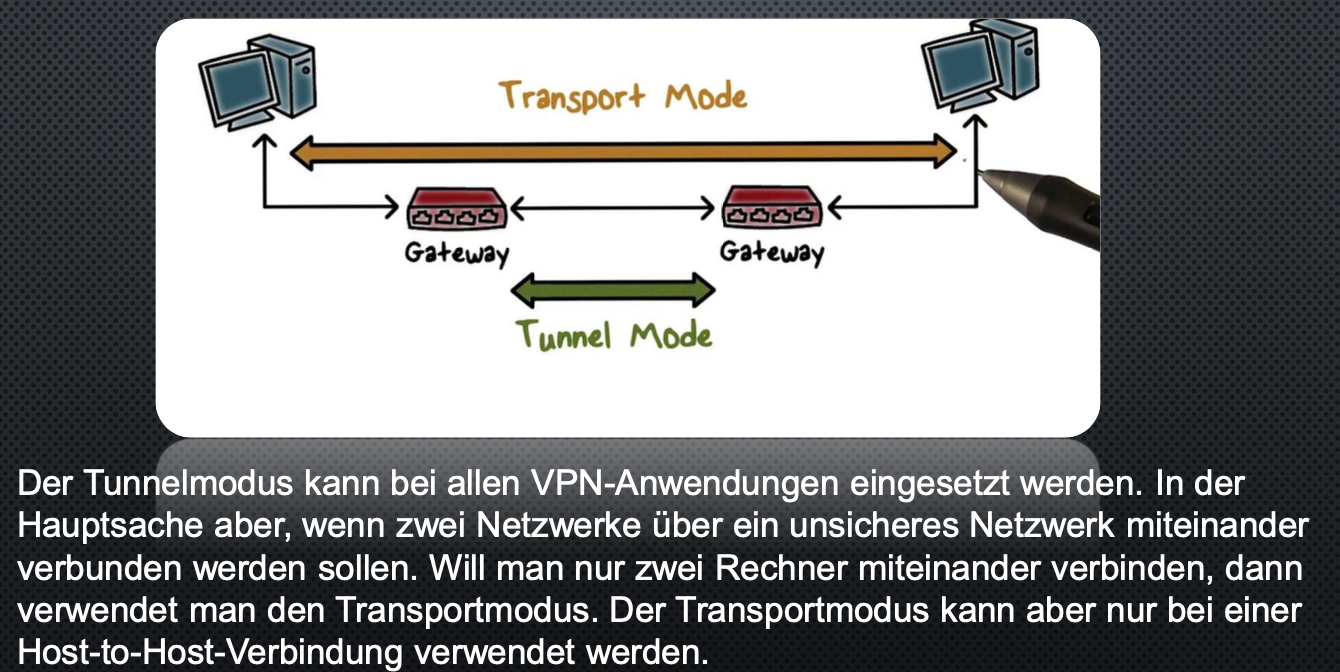 Transport Mode
Gateway
Gateway
Tunnel Mode
Der Tunnelmodus kann bei allen VPN-Anwendungen eingesetzt werden. In der
Hauptsache aber, wenn zwei Netzwerke über ein unsicheres Netzwerk miteinander
verbunden werden sollen. Will man nur zwei Rechner miteinander verbinden, dann
verwendet man den Transportmodus. Der Transportmodus kann aber nur bei einer
Host-to-Host-Verbindung verwendet werden.